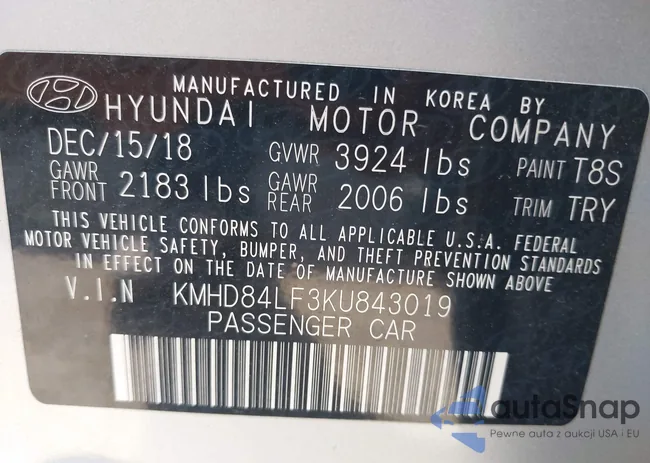 MANUFACTURED IN KOREA BY
HYUNDAI MOTOR COMPANY
DEC/15/18 GVWR 3924 lbs PAINT T8S
GAWR FRONT 2183 lbs GAWR REAR 2006 lbs TRIM TRY
THIS VEHICLE CONFORMS TO ALL APPLICABLE U.S.A. FEDERAL
MOTOR VEHICLE SAFETY, BUMPER, AND THEFT PREVENTION STANDARDS
IN EFFECT ON THE DATE OF MANUFACTURE SHOWN ABOVE
V.I.N KMHD84LF3KU843019
PASSENGER CAR
autaSnap
Pewne auta z aukcji USA i EU